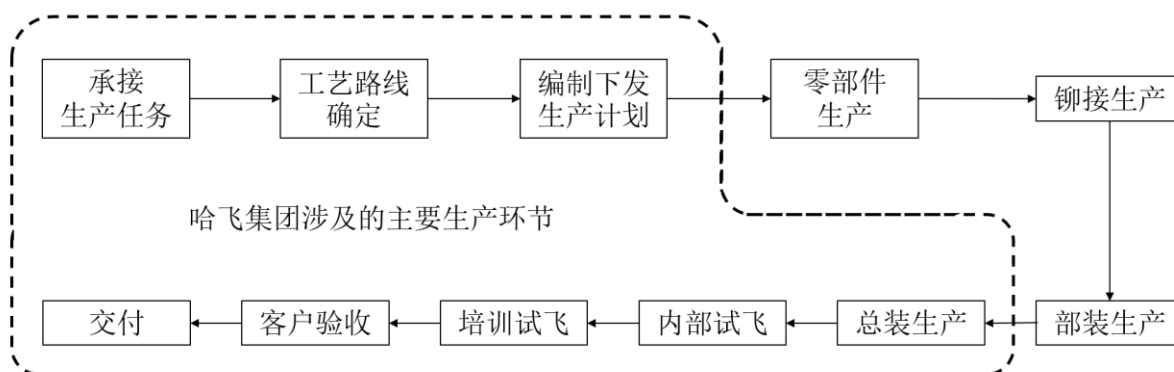 承接
生产任务
工艺路线
确定
编制下发
生产计划
零部件
生产
铆接生产
哈飞集团涉及的主要生产环节
交付
客户验收
培训试飞
内部试飞
总装生产
部装生产